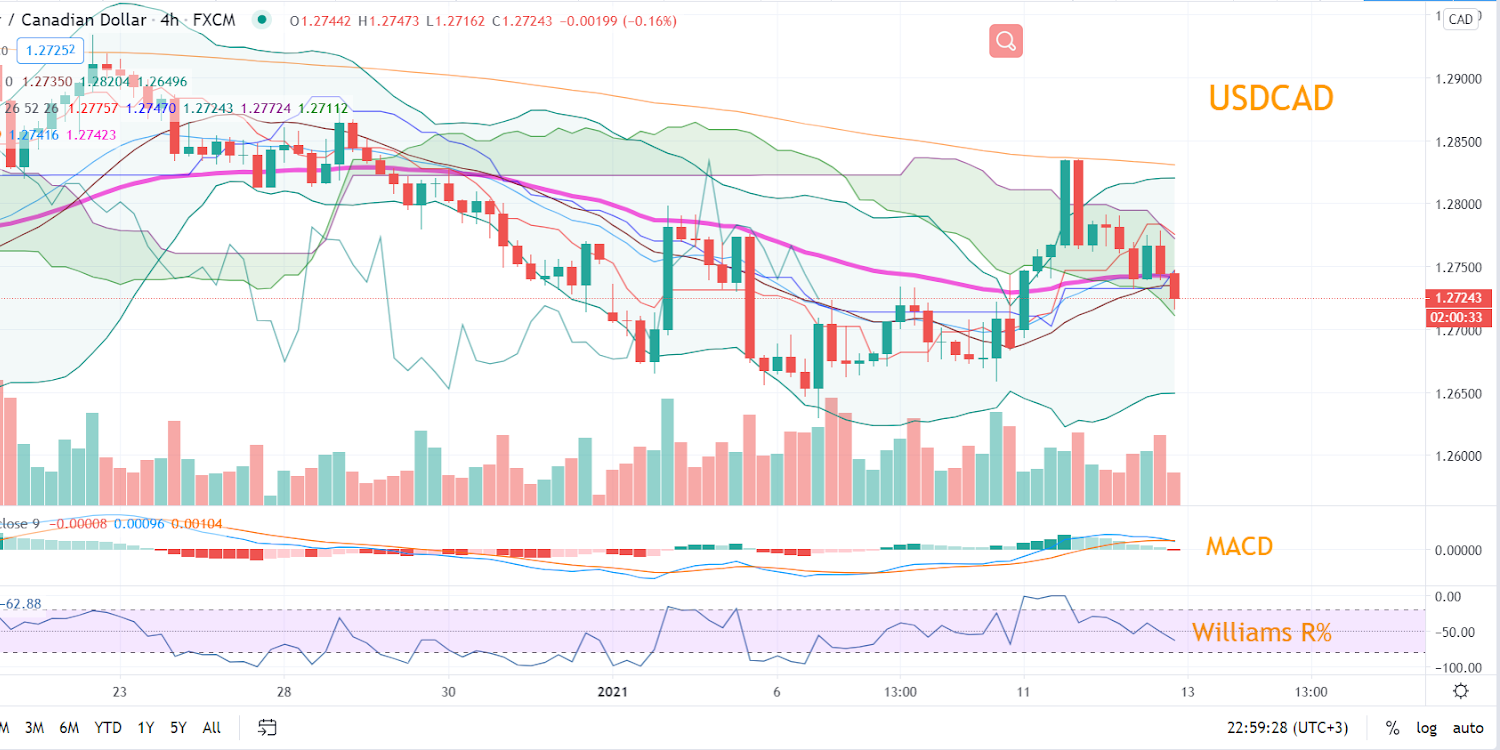 / Canadian Dollar · 4h · FXCM O1.27442 H1.27473 L1.27162 C1.27243 −0.00199 (−0.16%)
CAD
0 1.27252
0 1.27350 1.28204 1.26496
1.29000
USDCAD
26 52 26 1.27757 1.27470 1.27243 1.27724 1.27112
1.27416 1.27423
1.28500
1.28000
1.27500
1.27243
02:00:33
1.27000
1.26500
1.26000
close 9 −0.00008 0.00096 0.00104
MACD
0.00000
−62.88
0.00
Williams R%
−50.00
−100.00
23 28 30 2021 6 13:00 11 13 13:00
M 3M 6M YTD 1Y 5Y All 22:59:28 (UTC+3) % log auto